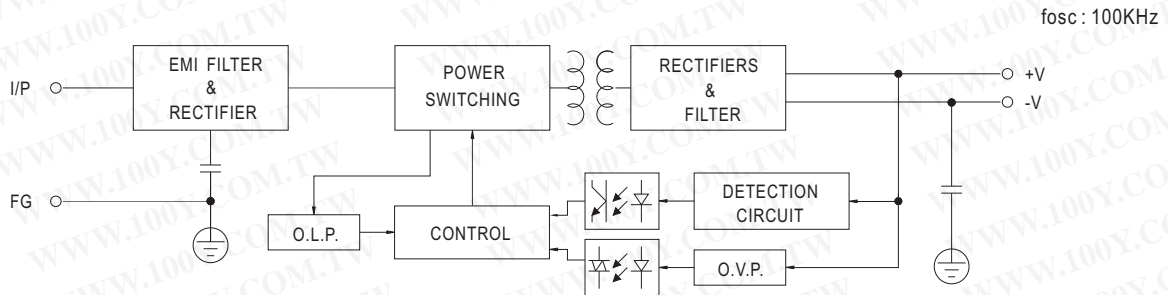 fosc : 100KHz
I/P
EMI FILTER
&
RECTIFIER
POWER
SWITCHING
RECTIFIERS
&
FILTER
+V
-V
FG
O.L.P.
CONTROL
DETECTION
CIRCUIT
O.V.P.
WWW.100Y.COM.TW